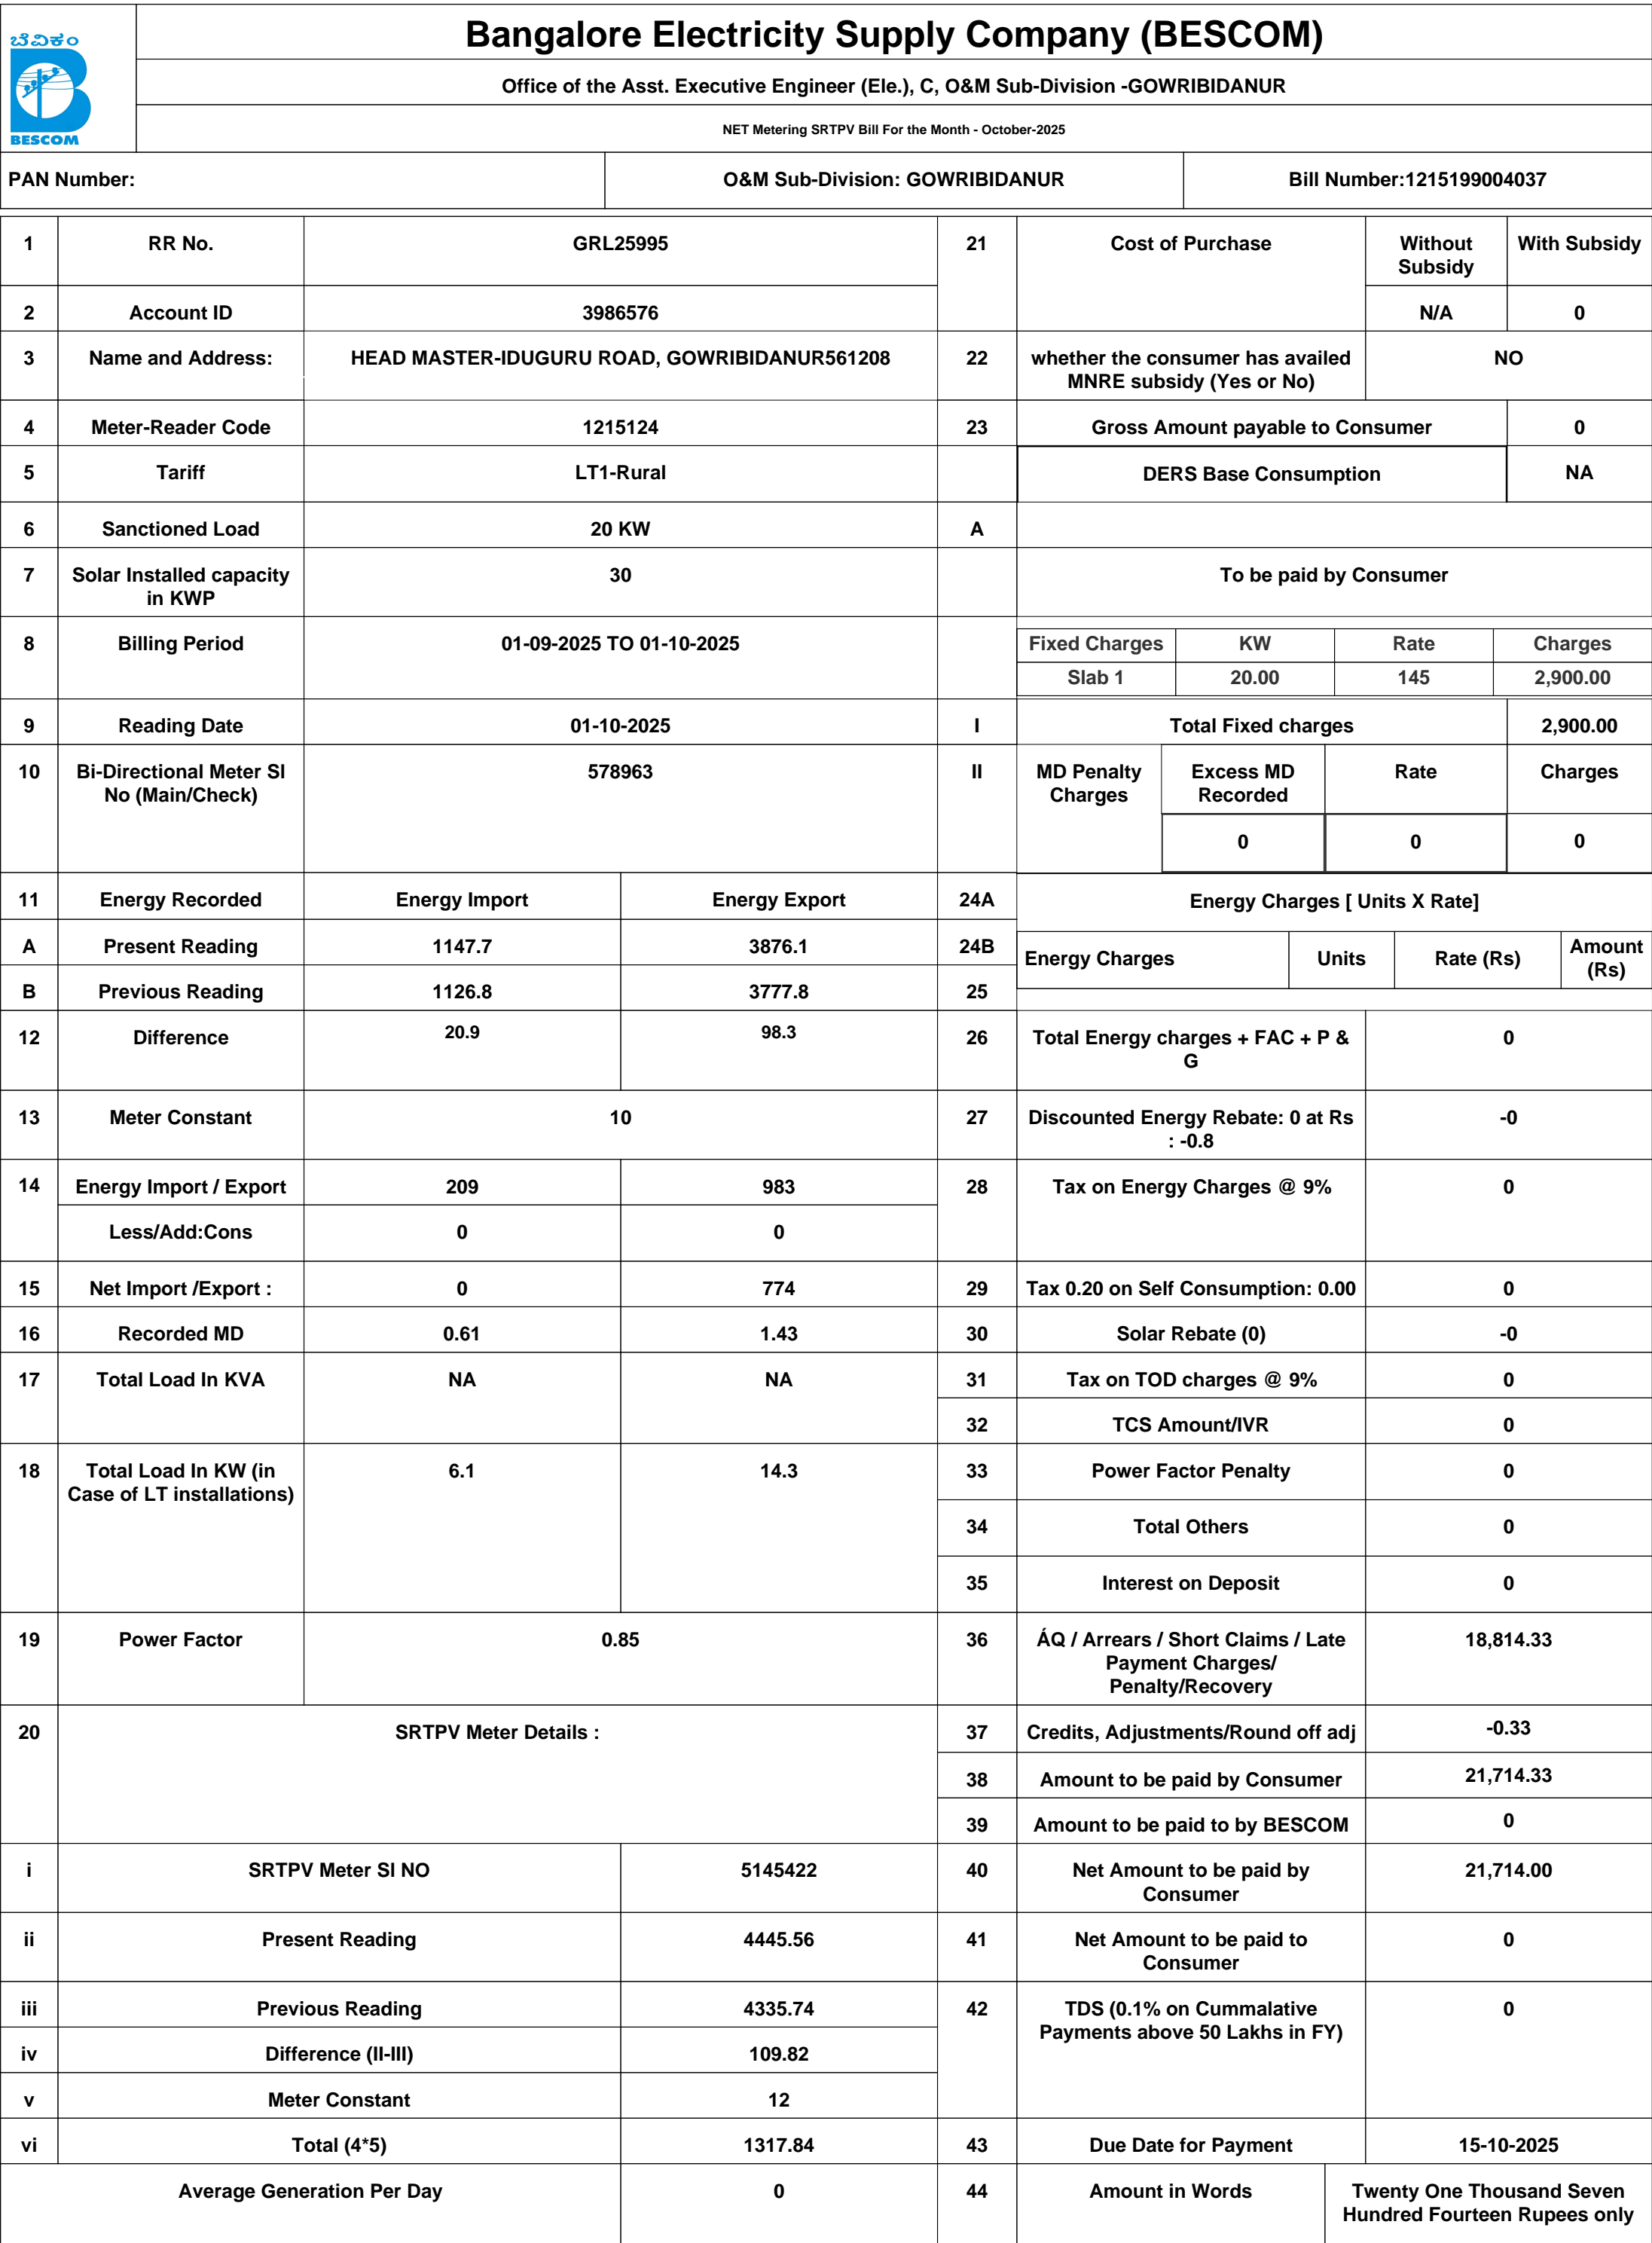 ಬೆವಿಕಂ
BESCOM
Bangalore Electricity Supply Company (BESCOM)
Office of the Asst. Executive Engineer (Ele.), C, O&M Sub-Division -GOWRIBIDANUR
NET Metering SRTPV Bill For the Month - October-2025
PAN Number:
O&M Sub-Division: GOWRIBIDANUR
Bill Number:1215199004037
1 RR No. GRL25995
2 Account ID 3986576
3 Name and Address: HEAD MASTER-IDUGURU ROAD, GOWRIBIDANUR561208
4 Meter-Reader Code 1215124
5 Tariff LT1-Rural
6 Sanctioned Load 20 KW
7 Solar Installed capacity
in KWP 30
8 Billing Period 01-09-2025 TO 01-10-2025
9 Reading Date 01-10-2025
10 Bi-Directional Meter Sl
No (Main/Check) 578963
11 Energy Recorded Energy Import Energy Export
A Present Reading 1147.7 3876.1
B Previous Reading 1126.8 3777.8
12 Difference 20.9 98.3
13 Meter Constant 10
14 Energy Import / Export 209 983
Less/Add:Cons 0 0
15 Net Import /Export : 0 774
16 Recorded MD 0.61 1.43
17 Total Load In KVA NA NA
18 Total Load In KW (in
Case of LT installations) 6.1 14.3
19 Power Factor 0.85
20 SRTPV Meter Details :
i SRTPV Meter Sl NO 5145422
ii Present Reading 4445.56
iii Previous Reading 4335.74
iv Difference (II-III) 109.82
v Meter Constant 12
vi Total (4*5) 1317.84
Average Generation Per Day 0
21 Cost of Purchase Without
Subsidy With Subsidy
N/A 0
22 whether the consumer has availed
MNRE subsidy (Yes or No) NO
23 Gross Amount payable to Consumer 0
DERS Base Consumption NA
A
To be paid by Consumer
Fixed Charges KW Rate Charges
Slab 1 20.00 145 2,900.00
I Total Fixed charges 2,900.00
II MD Penalty
Charges Excess MD
Recorded Rate Charges
0 0 0
24A Energy Charges [ Units X Rate]
24B Energy Charges Units Rate (Rs) Amount
(Rs)
25
26 Total Energy charges + FAC + P &
G 0
27 Discounted Energy Rebate: 0 at Rs
: -0.8 -0
28 Tax on Energy Charges @ 9% 0
29 Tax 0.20 on Self Consumption: 0.00 0
30 Solar Rebate (0) -0
31 Tax on TOD charges @ 9% 0
32 TCS Amount/IVR 0
33 Power Factor Penalty 0
34 Total Others 0
35 Interest on Deposit 0
36 ÁQ / Arrears / Short Claims / Late
Payment Charges/
Penalty/Recovery 18,814.33
37 Credits, Adjustments/Round off adj -0.33
38 Amount to be paid by Consumer 21,714.33
39 Amount to be paid to by BESCOM 0
40 Net Amount to be paid by
Consumer 21,714.00
41 Net Amount to be paid to
Consumer 0
42 TDS (0.1% on Cummalative
Payments above 50 Lakhs in FY) 0
43 Due Date for Payment 15-10-2025
44 Amount in Words Twenty One Thousand Seven
Hundred Fourteen Rupees only